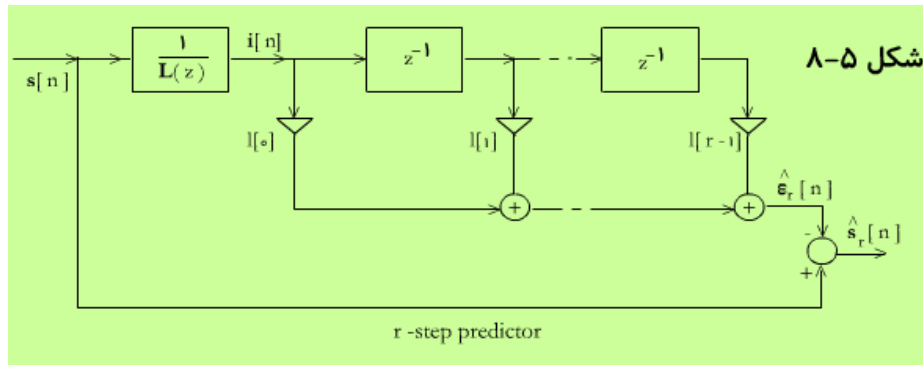 شکل ۵-۸
s[n]
۱
L(z)
i[n]
z⁻¹
z⁻¹
l[۰]
l[۱]
l[r-۱]
+
+
ε̂ᵣ[n]
-
+
ŝᵣ[n]
r -step predictor